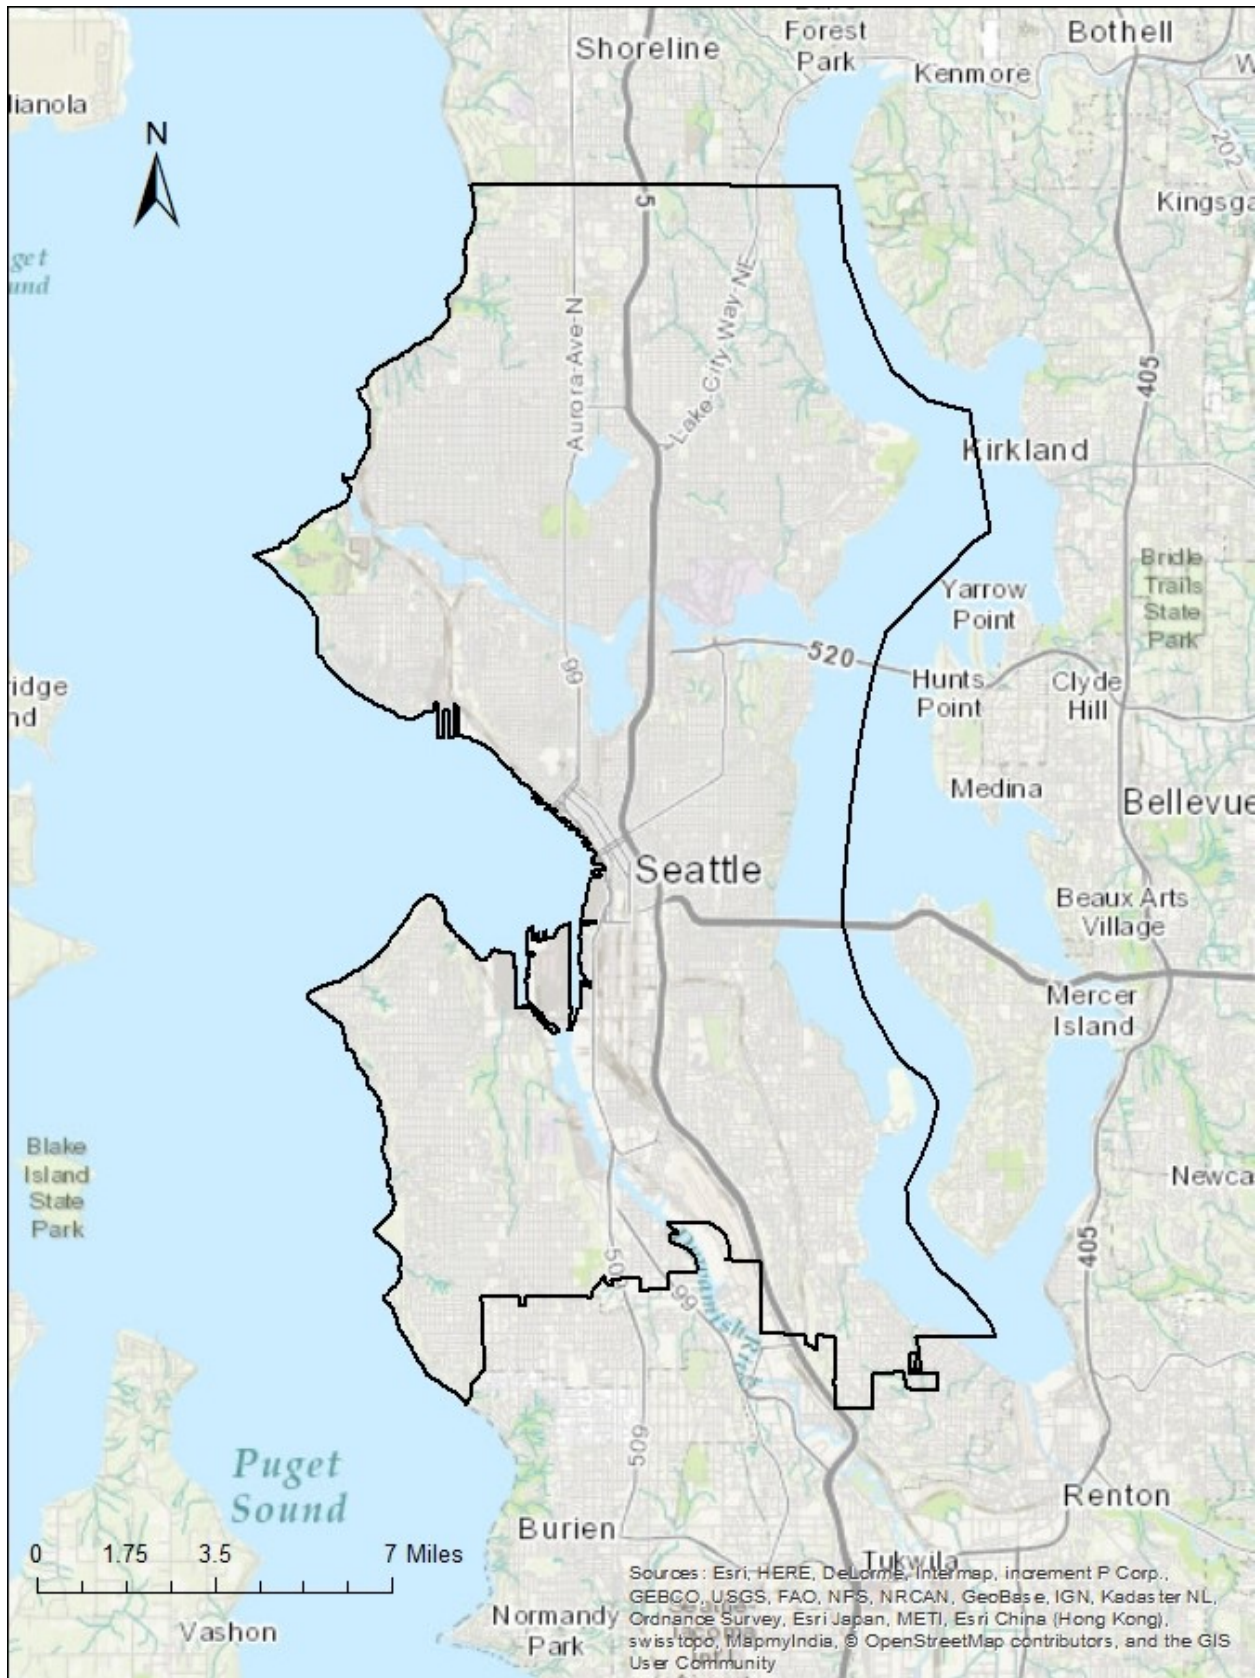 Shoreline
Forest
Park
Bothell
Kenmore
dianola
N
202
Kingsga
5
get
und
Aurora-Ave-N
Lake City Way-NE
405
Kirkland
Bridle
Trails
State
Park
Yarrow
Point
520
Hunts
Point
Clyde
Hill
99
ridge
nd
Medina
Bellevue
Seattle
Beaux Arts
Village
Mercer
Island
Blake
Island
State
Park
Newca
405
Duwamish River
509
99
509
Puget
Sound
Renton
Burien
0 1.75 3.5 7 Miles
Tukwila
Normandy
Park
Vashon
Sources: Esri, HERE, DeLorme, Intermap, increment P Corp.,
GEBCO, USGS, FAO, NPS, NRCAN, GeoBase, IGN, Kadaster NL,
Ordnance Survey, Esri Japan, METI, Esri China (Hong Kong),
swisstopo, MapmyIndia, © OpenStreetMap contributors, and the GIS
User Community